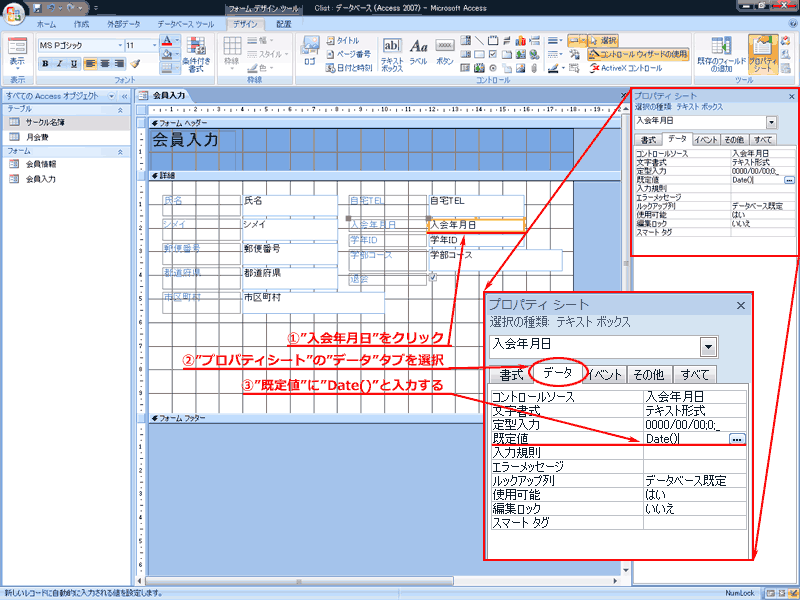 フォーム デザイン ツール
Clist : データベース (Access 2007) - Microsoft Access
ホーム 作成 外部データ データベース ツール デザイン 配置
表示
MS Pゴシック 11
B I U
条件付き書式
フォント
枠線
幅
スタイル
色
枠線
ロゴ
タイトル
ページ番号
日付と時刻
テキスト ボックス
ラベル
ボタン
選択
コントロール ウィザードの使用
ActiveX コントロール
コントロール
既存のフィールドの追加
プロパティ シート
ツール
すべての Access オブジェクト
テーブル
サークル名簿
月会費
フォーム
会員情報
会員入力
会員入力
フォーム ヘッダー
会員入力
詳細
氏名 氏名 自宅TEL 自宅TEL
シメイ シメイ 入会年月日 入会年月日
学年ID 学年ID
郵便番号 郵便番号 学部コース 学部コース
都道府県 都道府県 退会
市区町村 市区町村
①”入会年月日”をクリック
②”プロパティシート”の”データ”タブを選択
③”既定値”に”Date()”と入力する
フォーム フッター
プロパティ シート
選択の種類: テキスト ボックス
入会年月日
書式 データ イベント その他 すべて
コントロールソース 入会年月日
文字書式 テキスト形式
定型入力 0000/00/00;0;_
既定値 Date()
入力規則
エラーメッセージ
ルックアップ列 データベース既定
使用可能 はい
編集ロック いいえ
スマート タグ
プロパティ シート
選択の種類: テキスト ボックス
入会年月日
書式 データ イベント その他 すべて
コントロールソース 入会年月日
文字書式 テキスト形式
定型入力 0000/00/00;0;_
既定値 Date()
入力規則
エラーメッセージ
ルックアップ列 データベース既定
使用可能 はい
編集ロック いいえ
スマート タグ
新しいレコードに自動的に入力される値を設定します。
NumLock